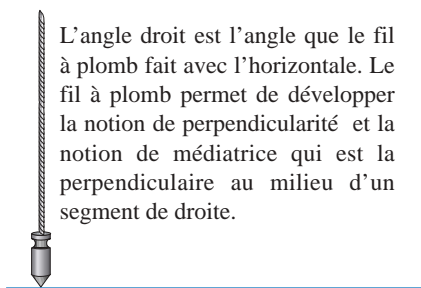 L’angle droit est l’angle que le fil
à plomb fait avec l’horizontale. Le
fil à plomb permet de développer
la notion de perpendicularité et la
notion de médiatrice qui est la
perpendiculaire au milieu d’un
segment de droite.